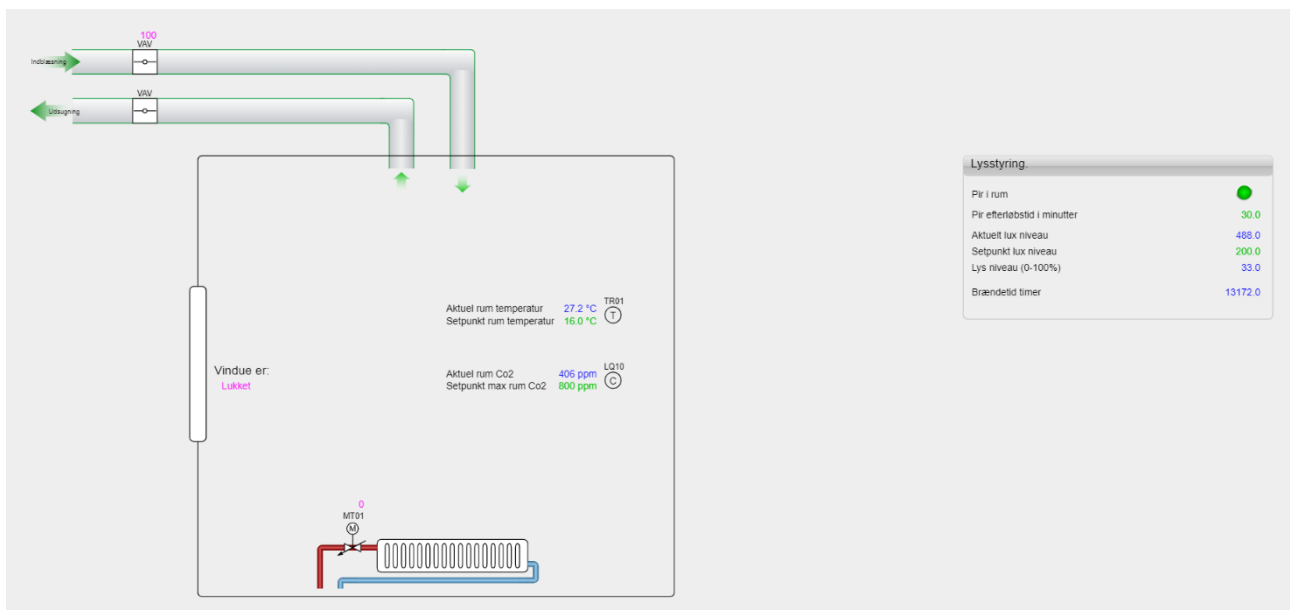 100
VAV
Indblæsning
VAV
Udsugning
Lysstyring.
Pir i rum
Pir efterløbstid i minutter 30.0
Aktuelt lux niveau 488.0
Setpunkt lux niveau 200.0
Lys niveau (0-100%) 33.0
Brændetid timer 13172.0
TR01
Aktuel rum temperatur 27.2 °C
T
Setpunkt rum temperatur 16.0 °C
Vindue er:
Lukket
LQ10
Aktuel rum Co2 406 ppm
C
Setpunkt max rum Co2 800 ppm
0
MT01
M